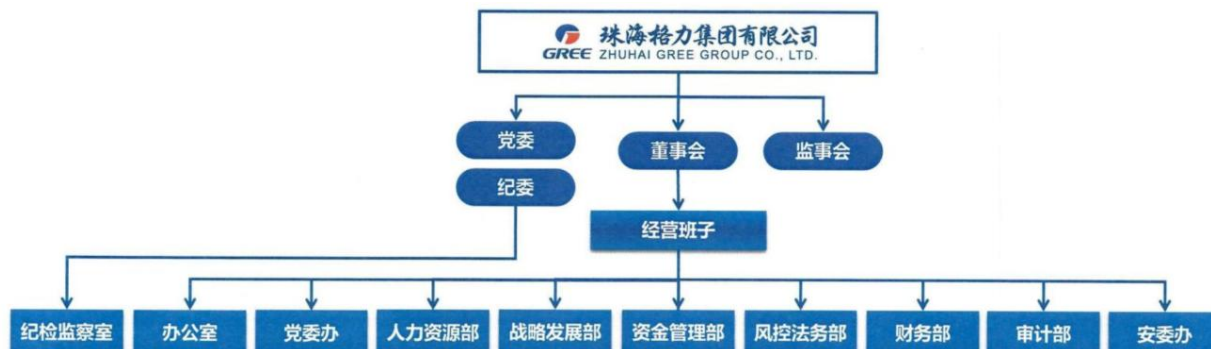 珠海格力集团有限公司
GREE ZHUHAI GREE GROUP CO., LTD.
党委
董事会
监事会
纪委
经营班子
纪检监察室
办公室
党委办
人力资源部
战略发展部
资金管理部
风控法务部
财务部
审计部
安委办